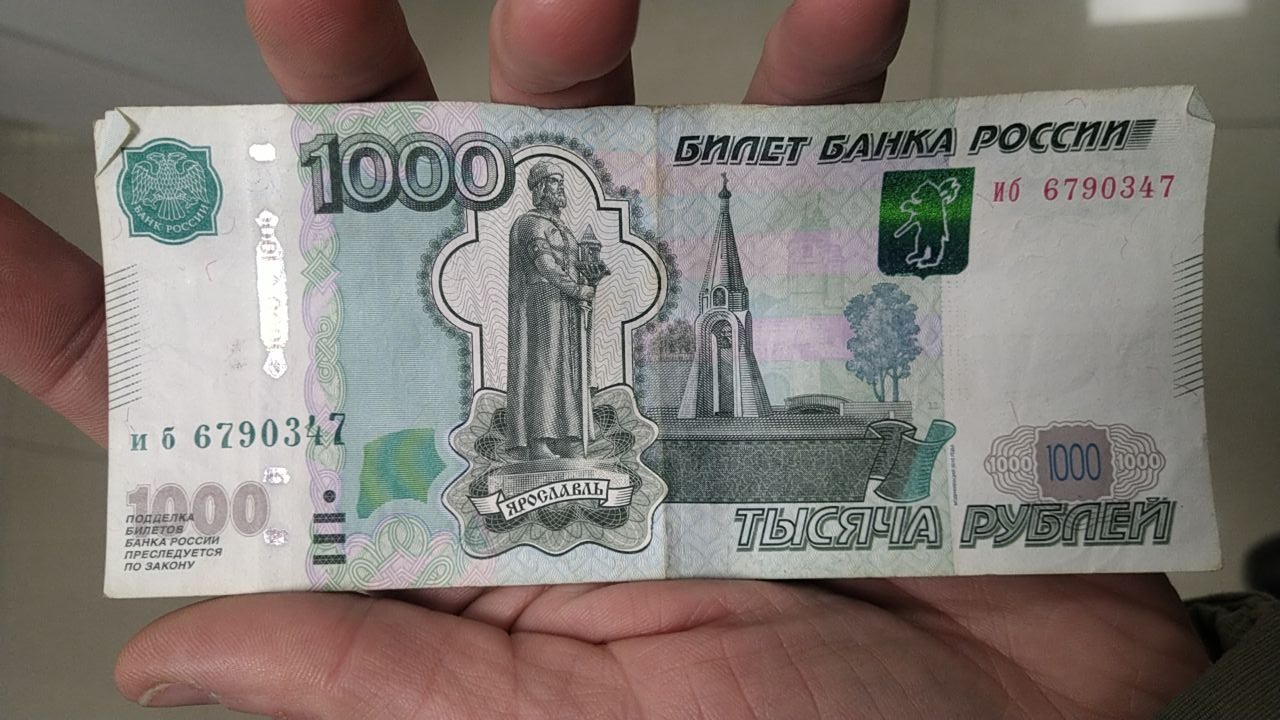 1000
БИЛЕТ БАНКА РОССИИ
БАНК РОССИИ
иб 6790347
иб 6790347
1000
ПОДДЕЛКА
БИЛЕТОВ
БАНКА РОССИИ
ПРЕСЛЕДУЕТСЯ
ПО ЗАКОНУ
ЯРОСЛАВЛЬ
1000 1000 1000
ТЫСЯЧА РУБЛЕЙ